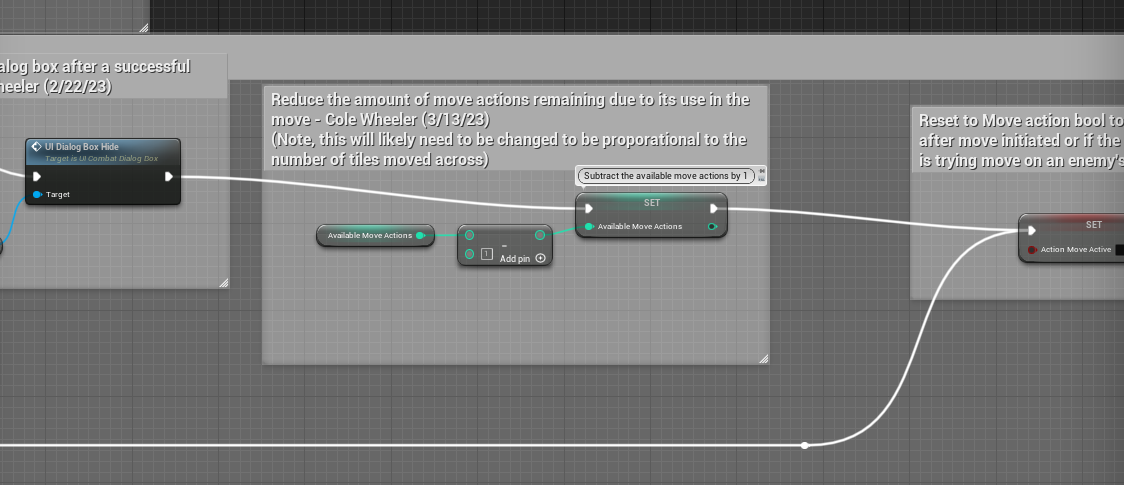 alog box after a successful
heeler (2/22/23)
UI Dialog Box Hide
Target is UI Combat Dialog Box
Target
Reduce the amount of move actions remaining due to its use in the
move - Cole Wheeler (3/13/23)
(Note, this will likely need to be changed to be proporational to the
number of tiles moved across)
Subtract the available move actions by 1
SET
Available Move Actions
Available Move Actions
-
1
Add pin
Reset to Move action bool to
after move initiated or if the
is trying move on an enemy's
SET
Action Move Active